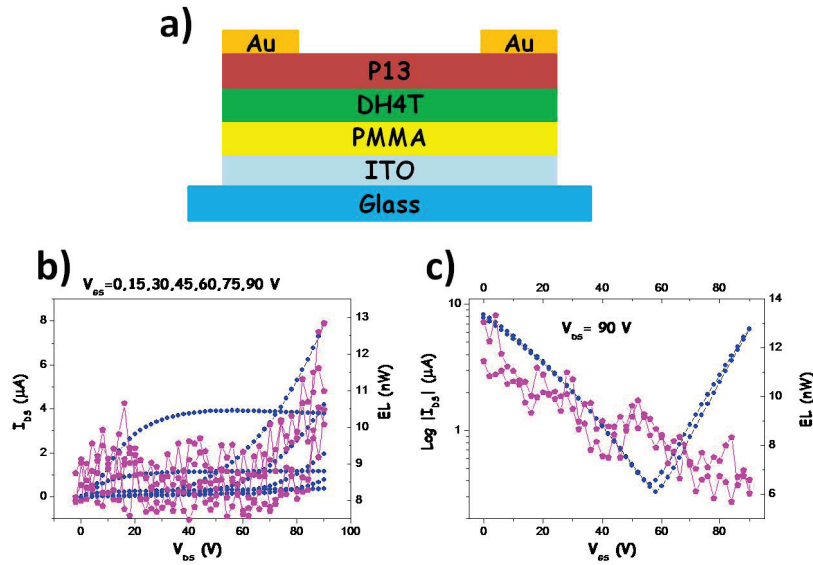 a)
Au Au
P13
DH4T
PMMA
ITO
Glass
b)
V_GS=0,15,30,45,60,75,90 V
8
6
4
2
0
I_DS (μA)
13
12
11
10
9
8
EL (nW)
0 20 40 60 80 100
V_DS (V)
c)
0 20 40 60 80
V_DS = 90 V
10
1
Log |I_DS| (μA)
14
12
10
8
6
EL (nW)
0 20 40 60 80
V_GS (V)